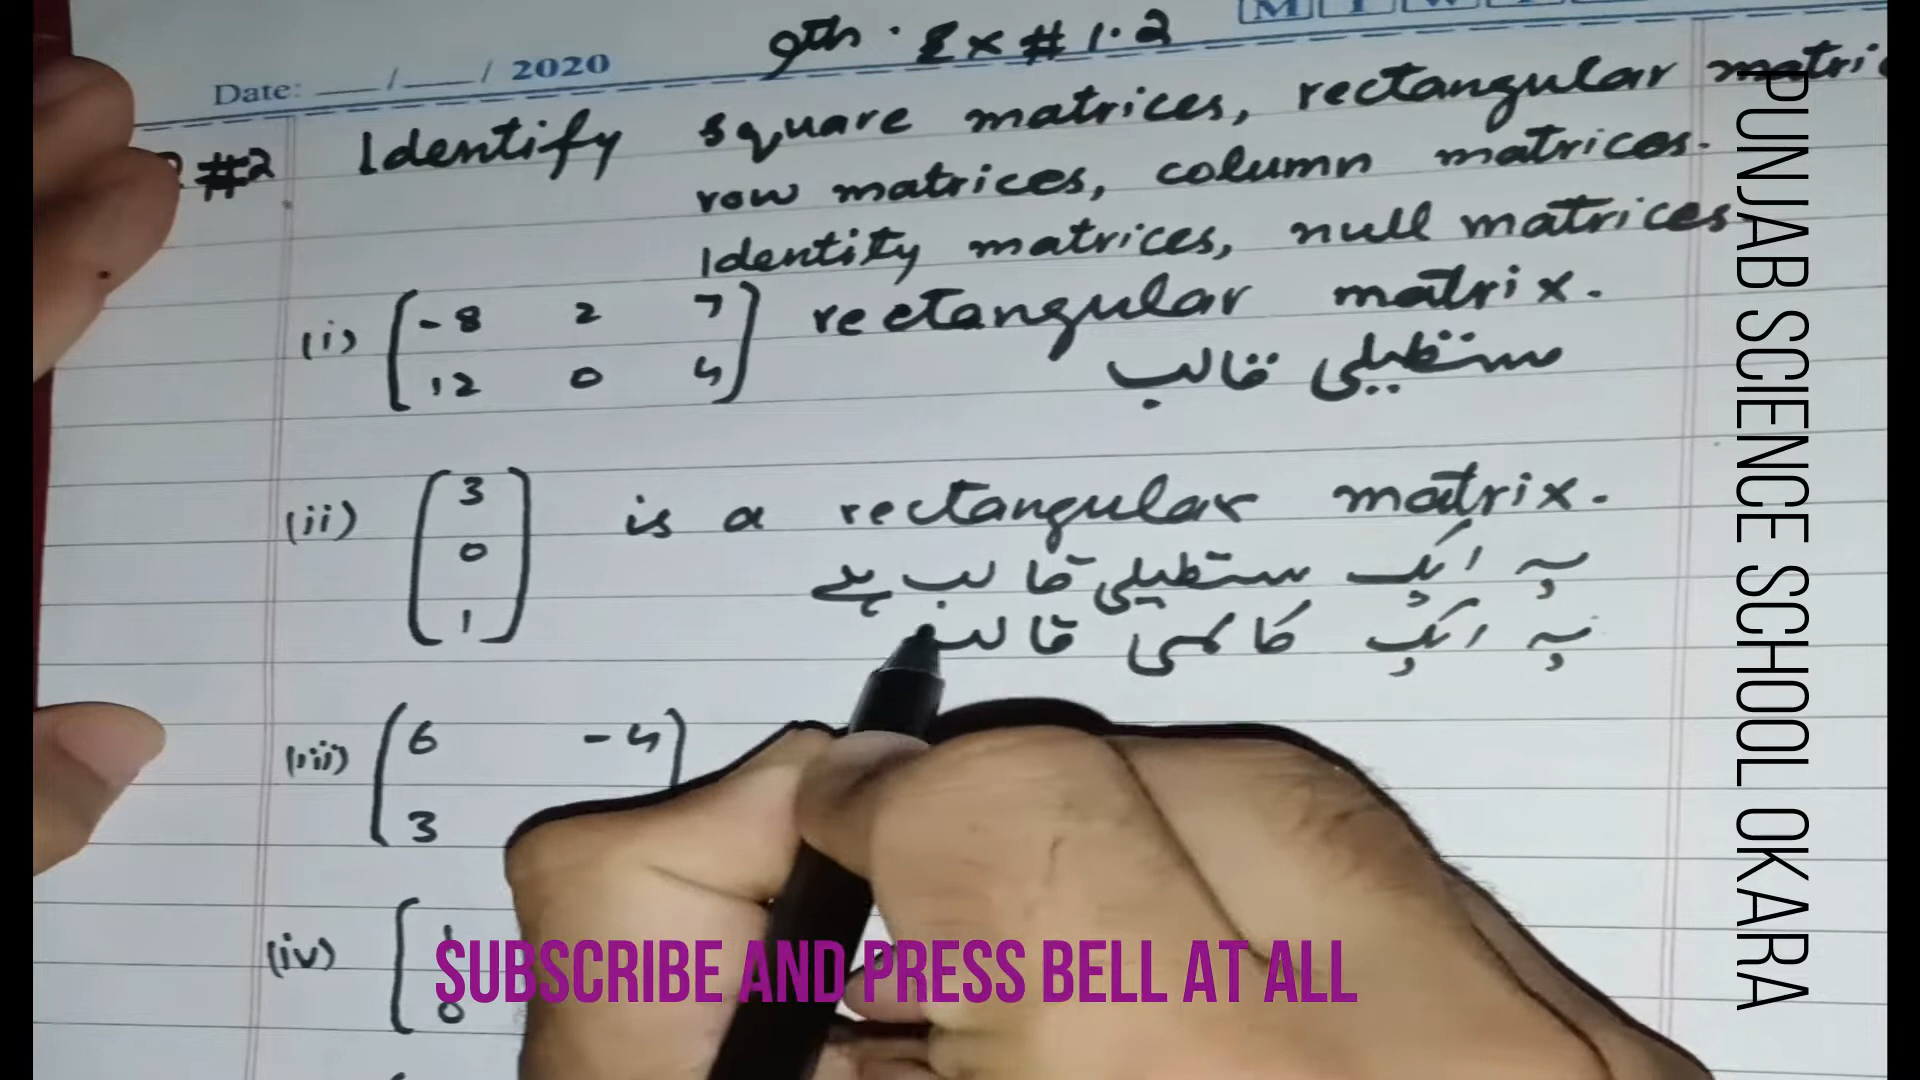 9th. Ex # 1.2
Date: __/__/ 2020
#2 Identify square matrices, rectangular matric
row matrices, column matrices.
Identity matrices, null matrices
(i) [ -8 2 7
12 0 4 ] rectangular matrix.
مستطیلی قالب
(ii) [ 3
0
1 ] is a rectangular matrix.
یہ ایک مستطیلی قالب ہے
یہ ایک کالمی قالب
(iii) [ 6 -4 ]
3
(iv) [ 1
0
SUBSCRIBE AND PRESS BELL AT ALL
PUNJAB SCIENCE SCHOOL OKARA